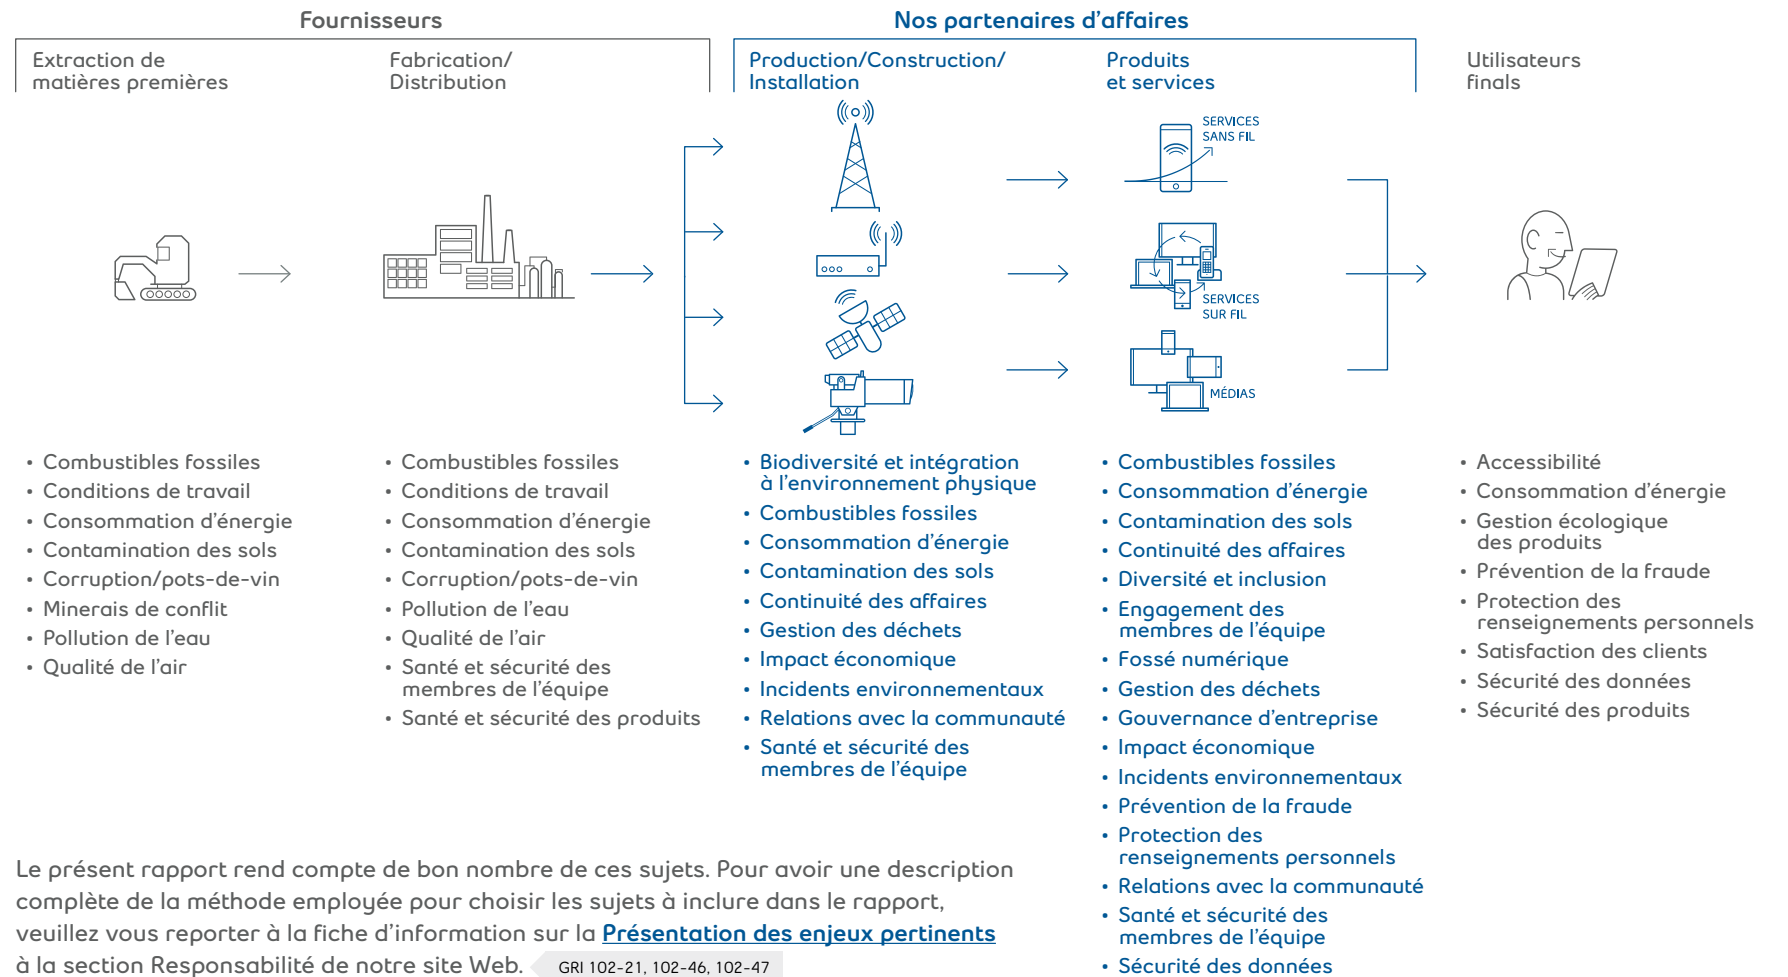 Fournisseurs
Nos partenaires d'affaires
Extraction de
matières premières
Fabrication/
Distribution
Production/Construction/
Installation
Produits
et services
Utilisateurs
finals
SERVICES
SANS FIL
SERVICES
SUR FIL
MÉDIAS
• Combustibles fossiles
• Conditions de travail
• Consommation d'énergie
• Contamination des sols
• Corruption/pots-de-vin
• Minerais de conflit
• Pollution de l'eau
• Qualité de l'air
• Combustibles fossiles
• Conditions de travail
• Consommation d'énergie
• Contamination des sols
• Corruption/pots-de-vin
• Pollution de l'eau
• Qualité de l'air
• Santé et sécurité des
membres de l'équipe
• Santé et sécurité des produits
• Biodiversité et intégration
à l'environnement physique
• Combustibles fossiles
• Consommation d'énergie
• Contamination des sols
• Continuité des affaires
• Gestion des déchets
• Impact économique
• Incidents environnementaux
• Relations avec la communauté
• Santé et sécurité des
membres de l'équipe
• Combustibles fossiles
• Consommation d'énergie
• Contamination des sols
• Continuité des affaires
• Diversité et inclusion
• Engagement des
membres de l'équipe
• Fossé numérique
• Gestion des déchets
• Gouvernance d'entreprise
• Impact économique
• Incidents environnementaux
• Prévention de la fraude
• Protection des
renseignements personnels
• Relations avec la communauté
• Santé et sécurité des
membres de l'équipe
• Sécurité des données
• Accessibilité
• Consommation d'énergie
• Gestion écologique
des produits
• Prévention de la fraude
• Protection des
renseignements personnels
• Satisfaction des clients
• Sécurité des données
• Sécurité des produits
Le présent rapport rend compte de bon nombre de ces sujets. Pour avoir une description
complète de la méthode employée pour choisir les sujets à inclure dans le rapport,
veuillez vous reporter à la fiche d'information sur la Présentation des enjeux pertinents
à la section Responsabilité de notre site Web. GRI 102-21, 102-46, 102-47